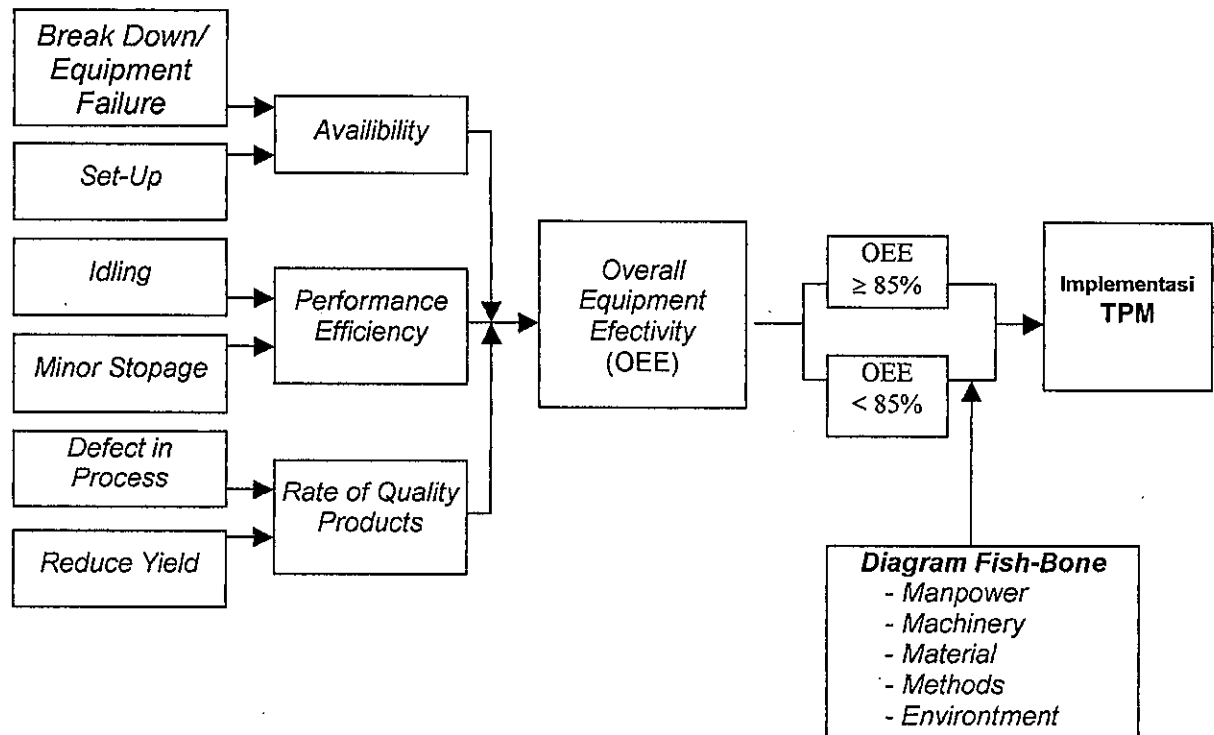 Break Down/
Equipment
Failure
Set-Up
Idling
Minor Stopage
Defect in
Process
Reduce Yield
Availibility
Performance
Efficiency
Rate of Quality
Products
Overall
Equipment
Efectivity
(OEE)
OEE
≥ 85%
OEE
< 85%
Implementasi
TPM
Diagram Fish-Bone
- Manpower
- Machinery
- Material
- Methods
- Environtment